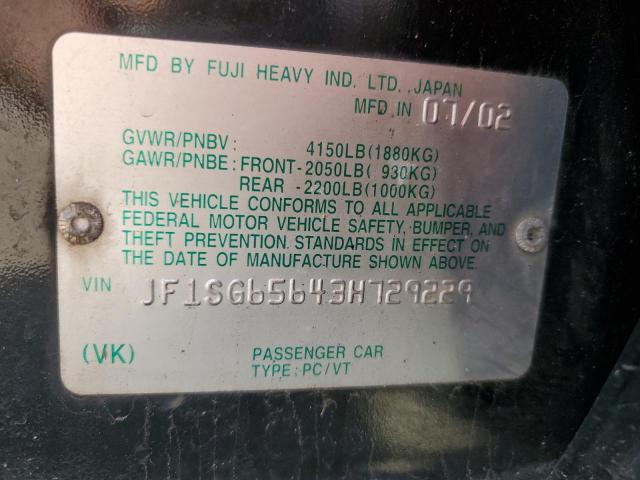 MFD BY FUJI HEAVY IND. LTD. JAPAN
MFD IN 07/02
GVWR/PNBV : 4150LB(1880KG)
GAWR/PNBE : FRONT-2050LB( 930KG)
REAR -2200LB(1000KG)
THIS VEHICLE CONFORMS TO ALL APPLICABLE
FEDERAL MOTOR VEHICLE SAFETY, BUMPER, AND
THEFT PREVENTION STANDARDS IN EFFECT ON
THE DATE OF MANUFACTURE SHOWN ABOVE.
VIN JF1SG65643H729229
(VK) PASSENGER CAR
TYPE: PC/VT